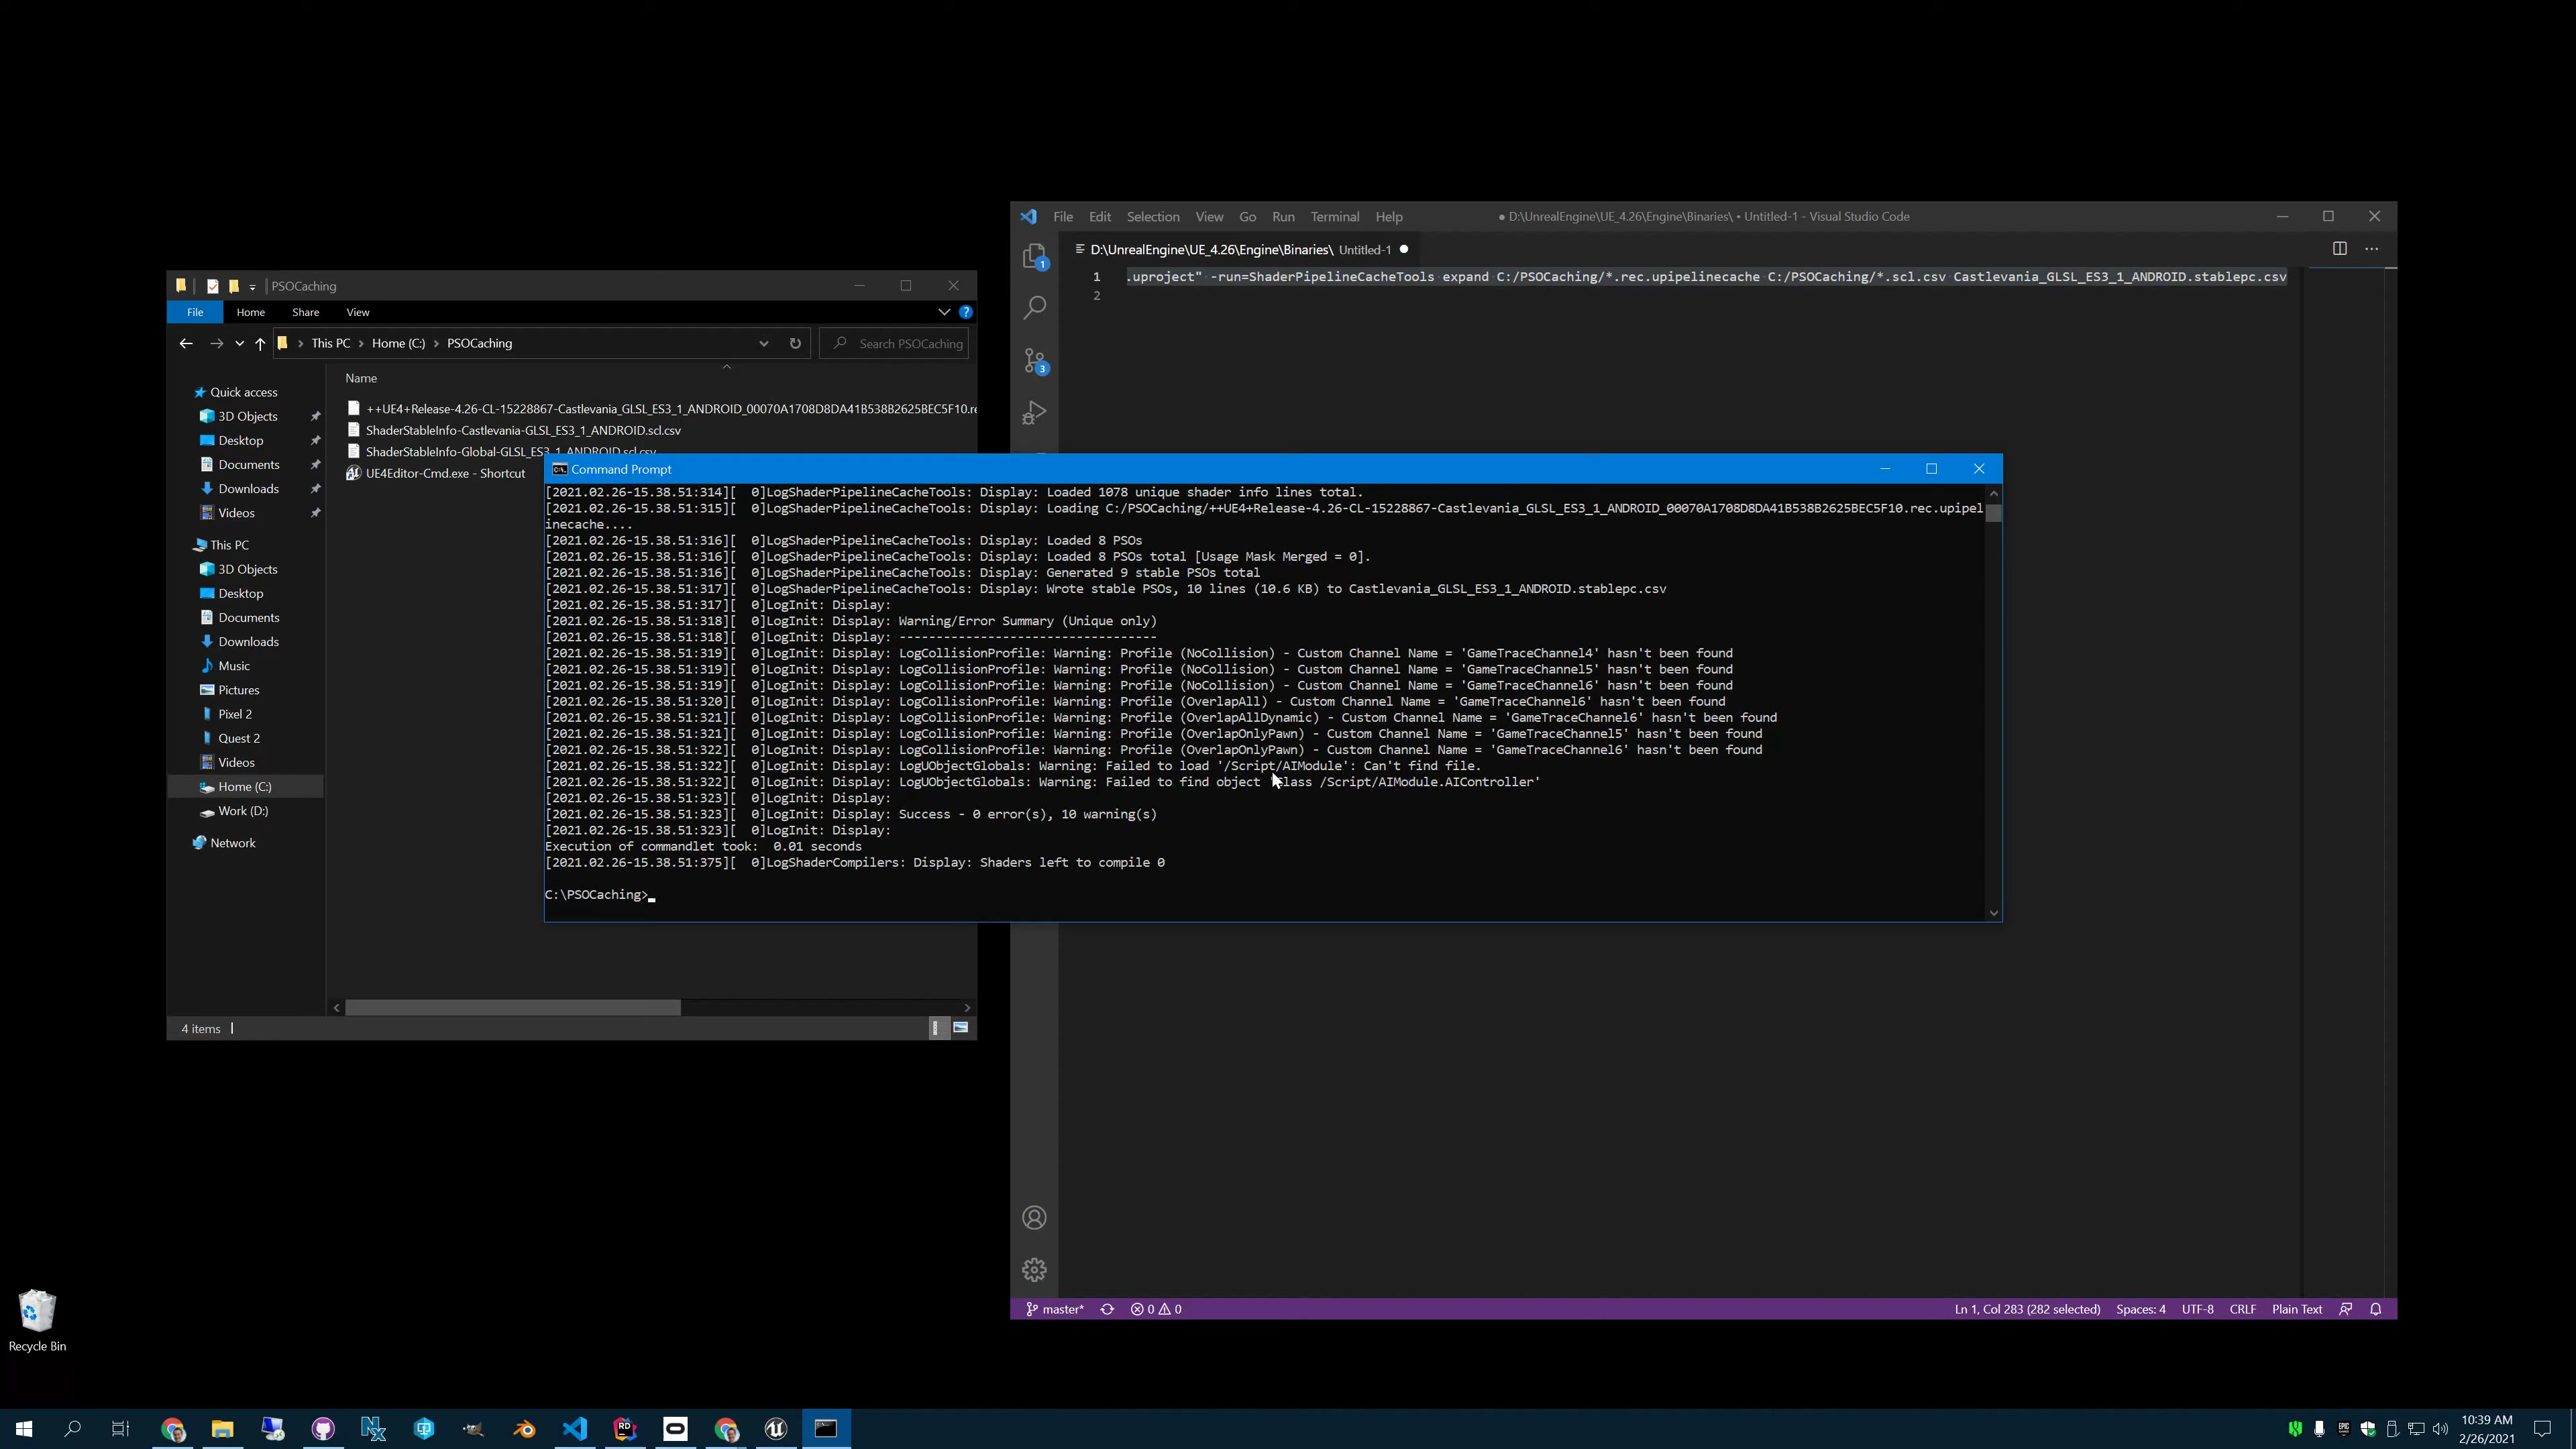 File Edit Selection View Go Run Terminal Help ● D:\UnrealEngine\UE_4.26\Engine\Binaries\ • Untitled-1 - Visual Studio Code
D:\UnrealEngine\UE_4.26\Engine\Binaries\ Untitled-1 ●
1 .uproject" -run=ShaderPipelineCacheTools expand C:/PSOCaching/*.rec.upipelinecache C:/PSOCaching/*.scl.csv Castlevania_GLSL_ES3_1_ANDROID.stablepc.csv
2
1
3
PSOCaching
File Home Share View
This PC > Home (C:) > PSOCaching
Search PSOCaching
Name
++UE4+Release-4.26-CL-15228867-Castlevania_GLSL_ES3_1_ANDROID_00070A1708D8DA41B538B2625BEC5F10.re
ShaderStableInfo-Castlevania-GLSL_ES3_1_ANDROID.scl.csv
ShaderStableInfo-Global-GLSL_ES3_1_ANDROID.scl.csv
UE4Editor-Cmd.exe - Shortcut
Quick access
3D Objects
Desktop
Documents
Downloads
Videos
This PC
3D Objects
Desktop
Documents
Downloads
Music
Pictures
Pixel 2
Quest 2
Videos
Home (C:)
Work (D:)
Network
4 items
Command Prompt
[2021.02.26-15.38.51:314][  0]LogShaderPipelineCacheTools: Display: Loaded 1078 unique shader info lines total.
[2021.02.26-15.38.51:315][  0]LogShaderPipelineCacheTools: Display: Loading C:/PSOCaching/++UE4+Release-4.26-CL-15228867-Castlevania_GLSL_ES3_1_ANDROID_00070A1708D8DA41B538B2625BEC5F10.rec.upipel
inecache....
[2021.02.26-15.38.51:316][  0]LogShaderPipelineCacheTools: Display: Loaded 8 PSOs
[2021.02.26-15.38.51:316][  0]LogShaderPipelineCacheTools: Display: Loaded 8 PSOs total [Usage Mask Merged = 0].
[2021.02.26-15.38.51:316][  0]LogShaderPipelineCacheTools: Display: Generated 9 stable PSOs total
[2021.02.26-15.38.51:317][  0]LogShaderPipelineCacheTools: Display: Wrote stable PSOs, 10 lines (10.6 KB) to Castlevania_GLSL_ES3_1_ANDROID.stablepc.csv
[2021.02.26-15.38.51:317][  0]LogInit: Display:
[2021.02.26-15.38.51:318][  0]LogInit: Display: Warning/Error Summary (Unique only)
[2021.02.26-15.38.51:318][  0]LogInit: Display: -----------------------------------
[2021.02.26-15.38.51:319][  0]LogInit: Display: LogCollisionProfile: Warning: Profile (NoCollision) - Custom Channel Name = 'GameTraceChannel4' hasn't been found
[2021.02.26-15.38.51:319][  0]LogInit: Display: LogCollisionProfile: Warning: Profile (NoCollision) - Custom Channel Name = 'GameTraceChannel5' hasn't been found
[2021.02.26-15.38.51:319][  0]LogInit: Display: LogCollisionProfile: Warning: Profile (NoCollision) - Custom Channel Name = 'GameTraceChannel6' hasn't been found
[2021.02.26-15.38.51:320][  0]LogInit: Display: LogCollisionProfile: Warning: Profile (OverlapAll) - Custom Channel Name = 'GameTraceChannel6' hasn't been found
[2021.02.26-15.38.51:321][  0]LogInit: Display: LogCollisionProfile: Warning: Profile (OverlapAllDynamic) - Custom Channel Name = 'GameTraceChannel6' hasn't been found
[2021.02.26-15.38.51:321][  0]LogInit: Display: LogCollisionProfile: Warning: Profile (OverlapOnlyPawn) - Custom Channel Name = 'GameTraceChannel5' hasn't been found
[2021.02.26-15.38.51:322][  0]LogInit: Display: LogCollisionProfile: Warning: Profile (OverlapOnlyPawn) - Custom Channel Name = 'GameTraceChannel6' hasn't been found
[2021.02.26-15.38.51:322][  0]LogInit: Display: LogUObjectGlobals: Warning: Failed to load '/Script/AIModule': Can't find file.
[2021.02.26-15.38.51:322][  0]LogInit: Display: LogUObjectGlobals: Warning: Failed to find object 'Class /Script/AIModule.AIController'
[2021.02.26-15.38.51:323][  0]LogInit: Display:
[2021.02.26-15.38.51:323][  0]LogInit: Display: Success - 0 error(s), 10 warning(s)
[2021.02.26-15.38.51:323][  0]LogInit: Display:
Execution of commandlet took:  0.01 seconds
[2021.02.26-15.38.51:375][  0]LogShaderCompilers: Display: Shaders left to compile 0
C:\PSOCaching>_
master* 0 0 Ln 1, Col 283 (282 selected) Spaces: 4 UTF-8 CRLF Plain Text
Recycle Bin
10:39 AM
2/26/2021